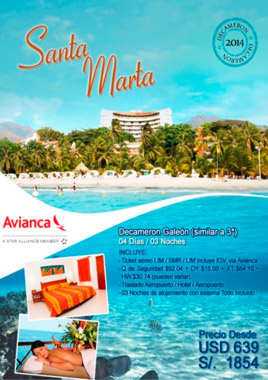 Santa
Marta
DECAMERON
2014
DECAMERON
Avianca
A STAR ALLIANCE MEMBER
Decameron Galeón (similar a 3*)
04 Días / 03 Noches
INCLUYE:
- Ticket aéreo LIM / SMR / LIM incluye IGV, vía Avianca
- Q de Seguridad $92.04 + DY $15.00 + XT $64.10 +
HW $30.74 (pueden variar).
- Traslado Aeropuerto / Hotel / Aeropuerto
- 03 Noches de alojamiento con sistema Todo Incluido
Precio Desde
USD 639
S/. 1854